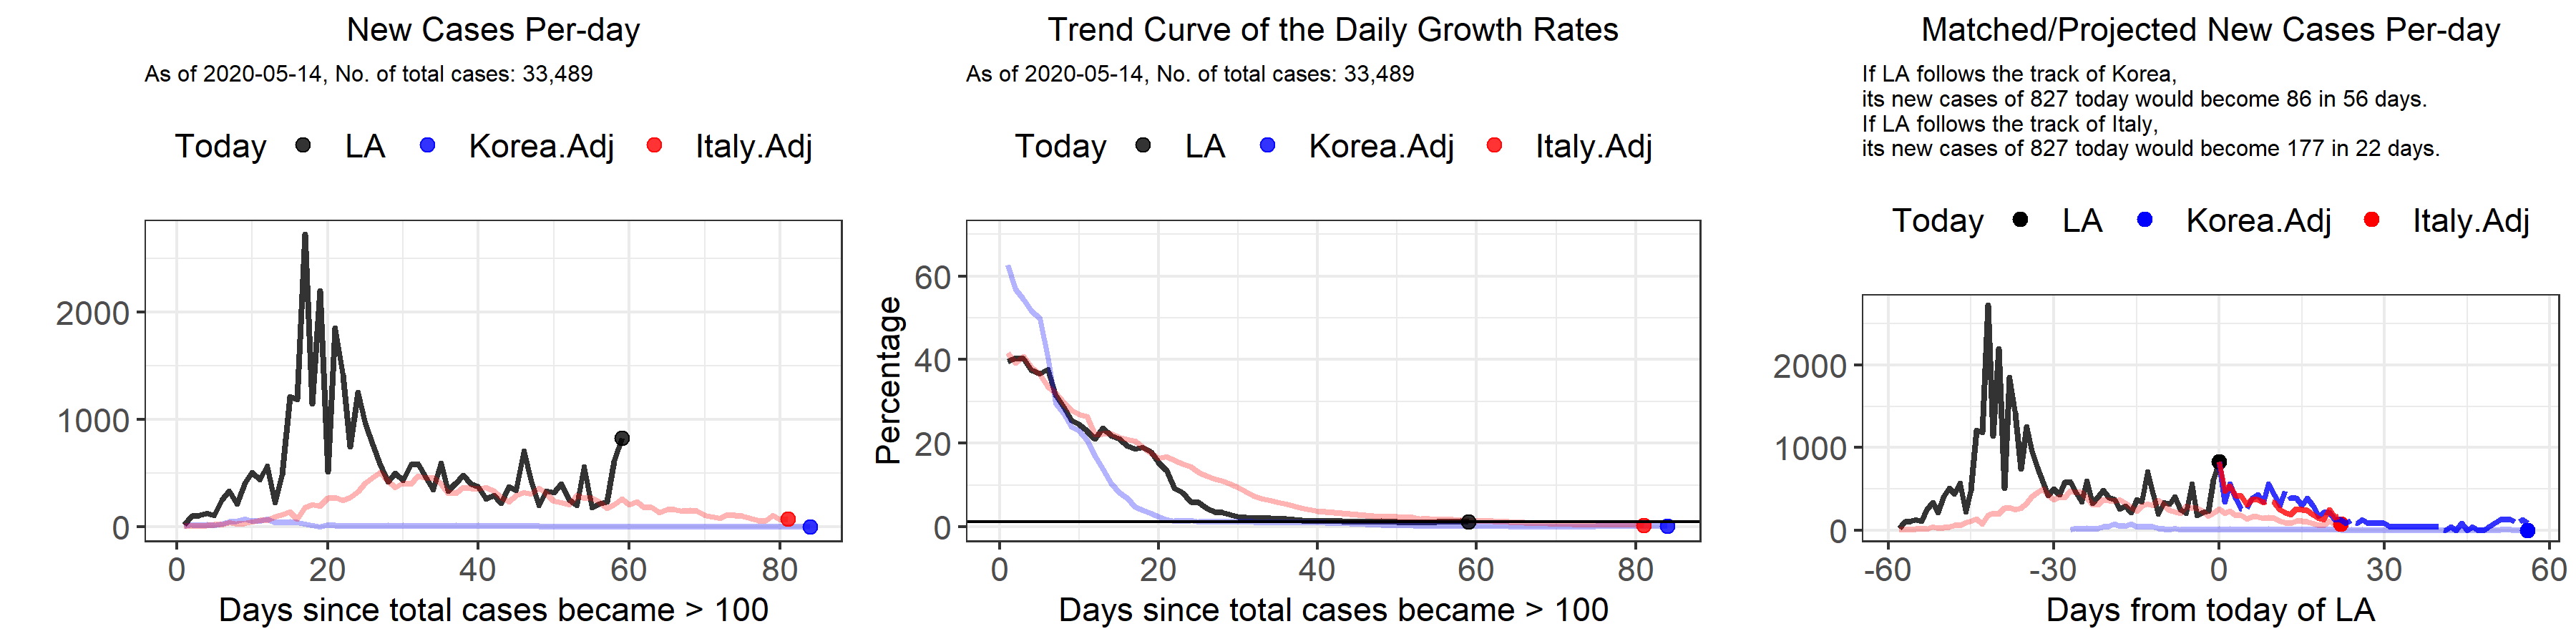 New Cases Per-day
As of 2020-05-14, No. of total cases: 33,489
Today LA Korea.Adj Italy.Adj
2000
1000
0
0 20 40 60 80
Days since total cases became > 100
Trend Curve of the Daily Growth Rates
As of 2020-05-14, No. of total cases: 33,489
Today LA Korea.Adj Italy.Adj
Percentage
60
40
20
0
0 20 40 60 80
Days since total cases became > 100
Matched/Projected New Cases Per-day
If LA follows the track of Korea,
its new cases of 827 today would become 86 in 56 days.
If LA follows the track of Italy,
its new cases of 827 today would become 177 in 22 days.
Today LA Korea.Adj Italy.Adj
2000
1000
0
-60 -30 0 30 60
Days from today of LA